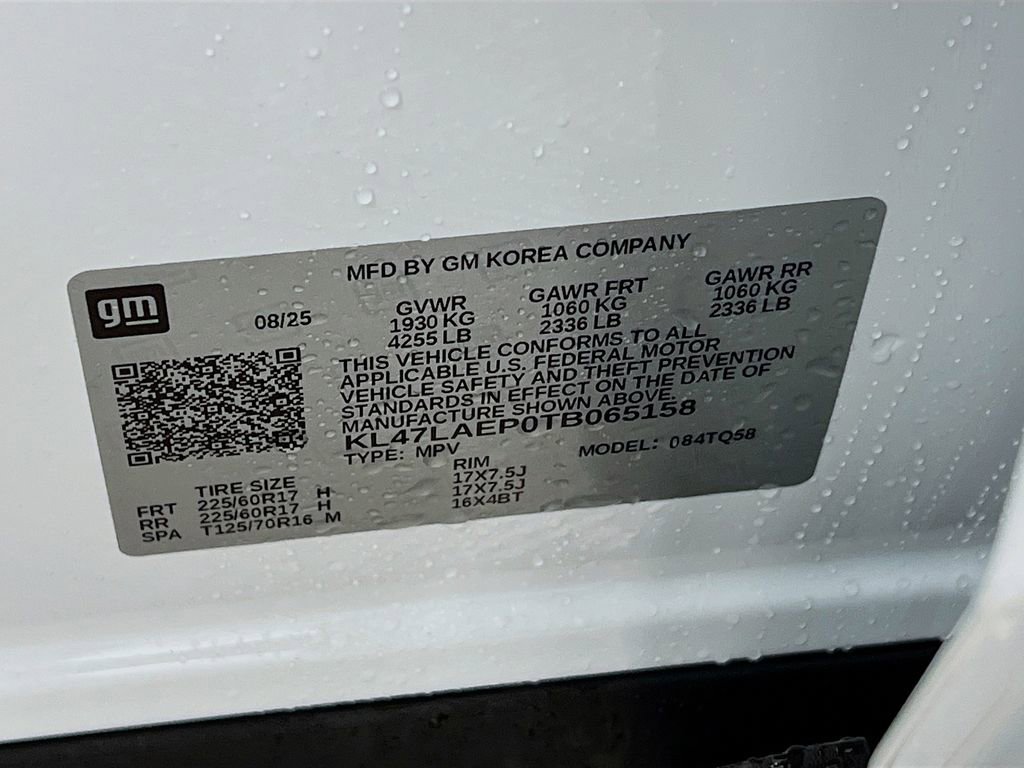 MFD BY GM KOREA COMPANY
gm
08/25
GVWR GAWR FRT GAWR RR
1930 KG 1060 KG 1060 KG
4255 LB 2336 LB 2336 LB
THIS VEHICLE CONFORMS TO ALL
APPLICABLE U.S. FEDERAL MOTOR
VEHICLE SAFETY AND THEFT PREVENTION
STANDARDS IN EFFECT ON THE DATE OF
MANUFACTURE SHOWN ABOVE.
KL47LAEP0TB065158
TYPE: MPV MODEL: 084TQ58
TIRE SIZE RIM
FRT 225/60R17 H 17X7.5J
RR 225/60R17 H 17X7.5J
SPA T125/70R16 M 16X4BT